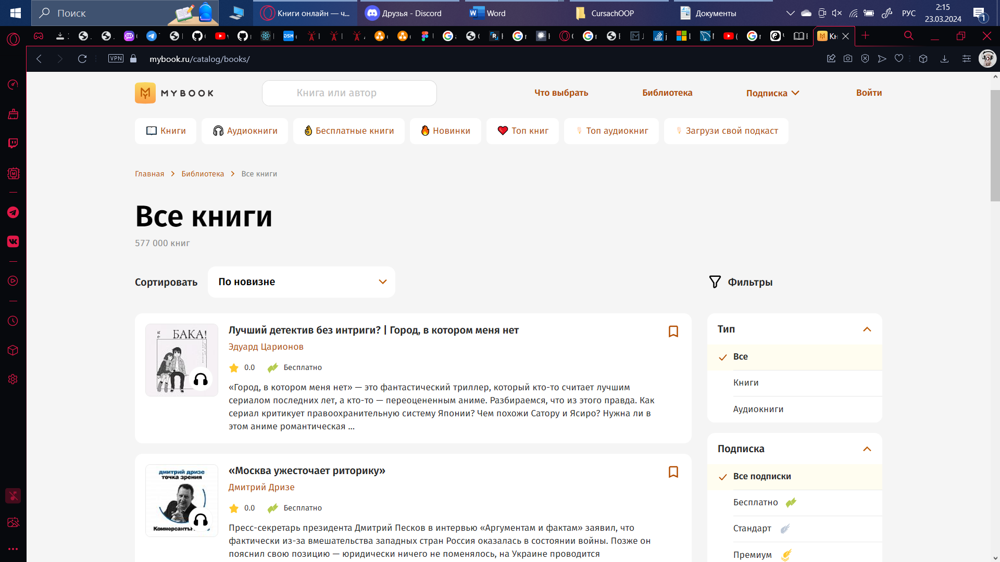 Поиск
Книги онлайн — ч...
Друзья - Discord
Word
CursachOOP
Документы
РУС
2:15
23.03.2024
1
VPN
mybook.ru/catalog/books/
MYBOOK
Книга или автор
Что выбрать
Библиотека
Подписка
Войти
Книги
Аудиокниги
Бесплатные книги
Новинки
Топ книг
Топ аудиокниг
Загрузи свой подкаст
Главная
Библиотека
Все книги
Все книги
577 000 книг
Сортировать
По новизне
Фильтры
БАКА!
Лучший детектив без интриги? | Город, в котором меня нет
Эдуард Царионов
0.0
Бесплатно
«Город, в котором меня нет» — это фантастический триллер, который кто-то считает лучшим
сериалом последних лет, а кто-то — переоцененным аниме. Разбираемся, что из этого правда. Как
сериал критикует правоохранительную систему Японии? Чем похожи Сатору и Ясиро? Нужна ли в
этом аниме романтическая ...
Тип
Все
Книги
Аудиокниги
дмитрий дризе
точка зрения
«Москва ужесточает риторику»
Дмитрий Дризе
0.0
Бесплатно
Пресс-секретарь президента Дмитрий Песков в интервью «Аргументам и фактам» заявил, что
фактически из-за вмешательства западных стран Россия оказалась в состоянии войны. Позже он
пояснил свою позицию — юридически ничего не поменялось, на Украине проводится
Подписка
Все подписки
Бесплатно
Стандарт
Премиум